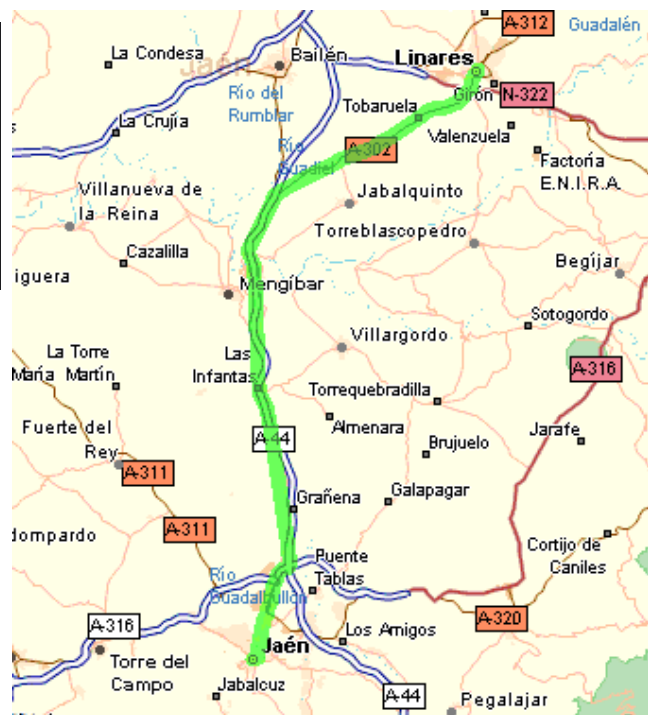 A-312
Guadalén
La Condesa
Bailén
Linares
Jaén
Río del
Rumblar
Girón
N-322
Tobaruela
La Crujía
Valenzuela
Río
Guadiel
A-302
Factoría
E.N.I.R.A.
Villanueva de
la Reina
Jabalquinto
Torreblascopedro
Cazalilla
iguera
Begíjar
Mengíbar
Sotogordo
Villargordo
La Torre
María Martín
Las
Infantas
A-316
Torrequebradilla
Almenara
Fuerte del
Rey
A-44
Jarafe
Brujuelo
A-311
Galapagar
Grañena
A-311
dompardo
Cortijo de
Caniles
Puente
Tablas
Río
Guadalbullón
A-316
A-320
Los Amigos
Jaén
Torre del
Campo
Jabalcuz
A-44
Pegalajar